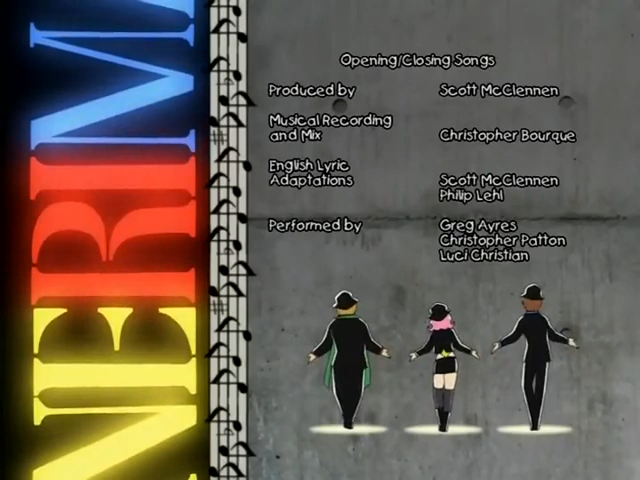 NERIMA
Opening/Closing Songs
Produced by Scott McClennen
Musical Recording
and Mix Christopher Bourque
English Lyric
Adaptations Scott McClennen
Philip Lehl
Performed by Greg Ayres
Christopher Patton
Luci Christian